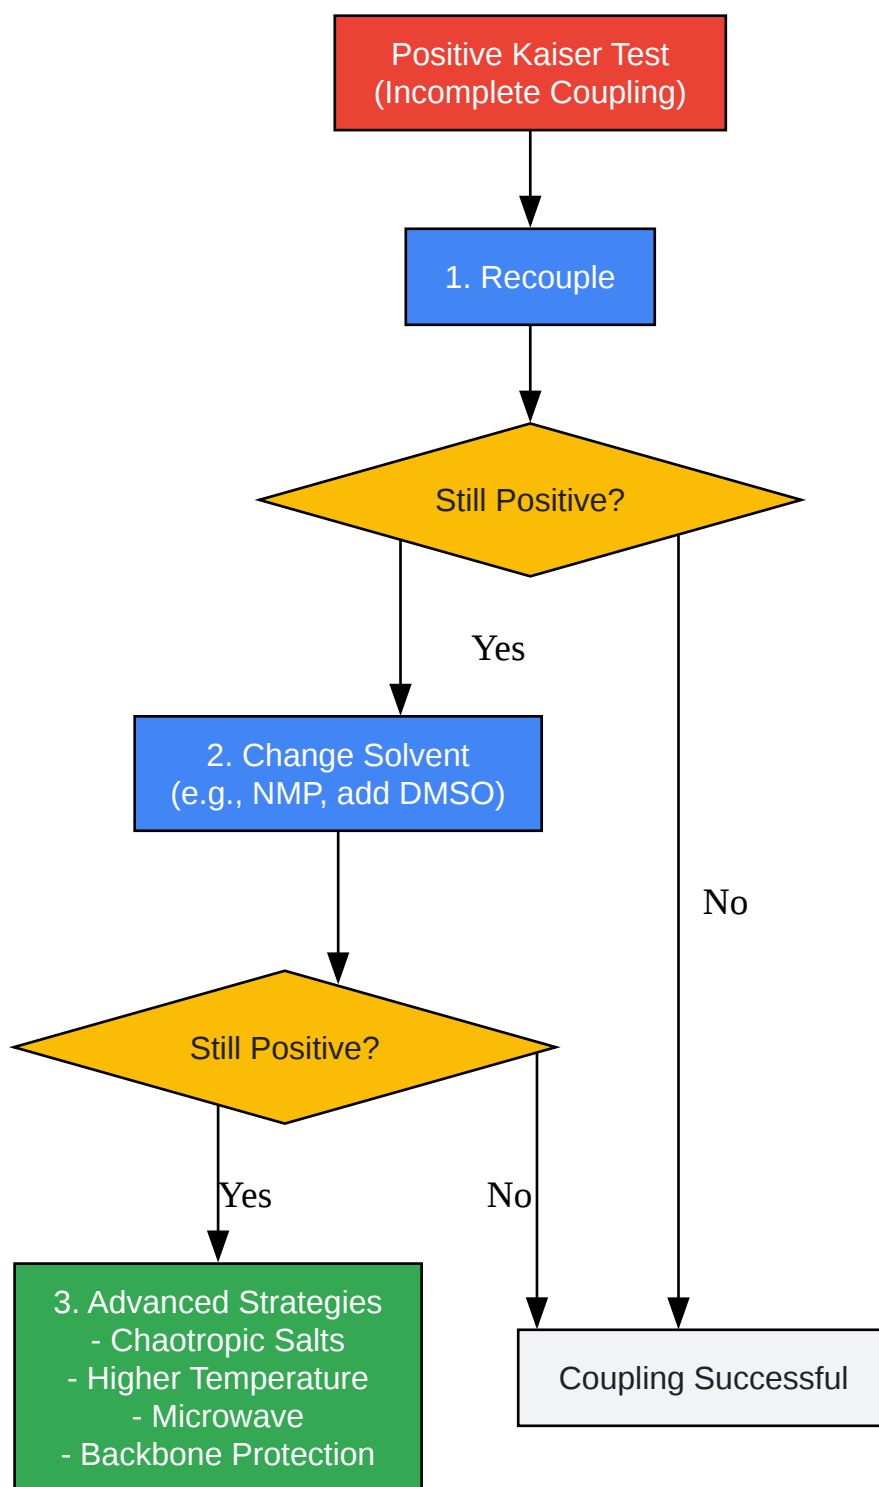 Positive Kaiser Test
(Incomplete Coupling)
1. Recouple
Still Positive?
Yes
2. Change Solvent
(e.g., NMP, add DMSO)
No
Still Positive?
Yes
No
3. Advanced Strategies
- Chaotropic Salts
- Higher Temperature
- Microwave
- Backbone Protection
Coupling Successful